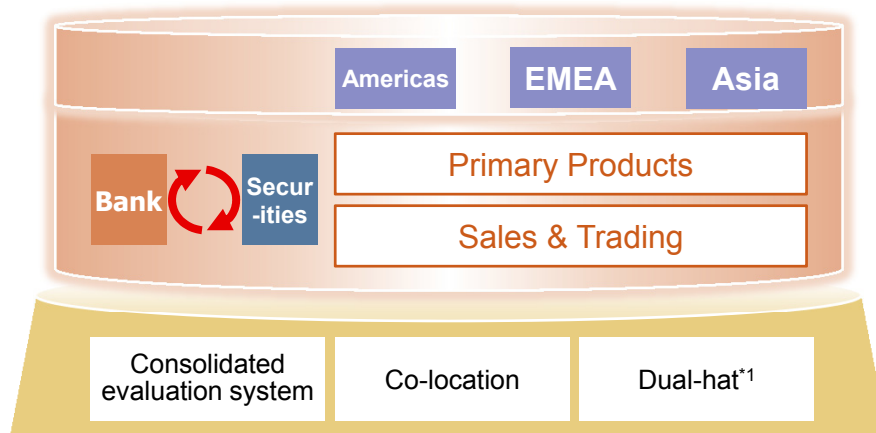 Americas
EMEA
Asia
Bank
Secur
-ities
Primary Products
Sales & Trading
Consolidated
evaluation system
Co-location
Dual-hat*1